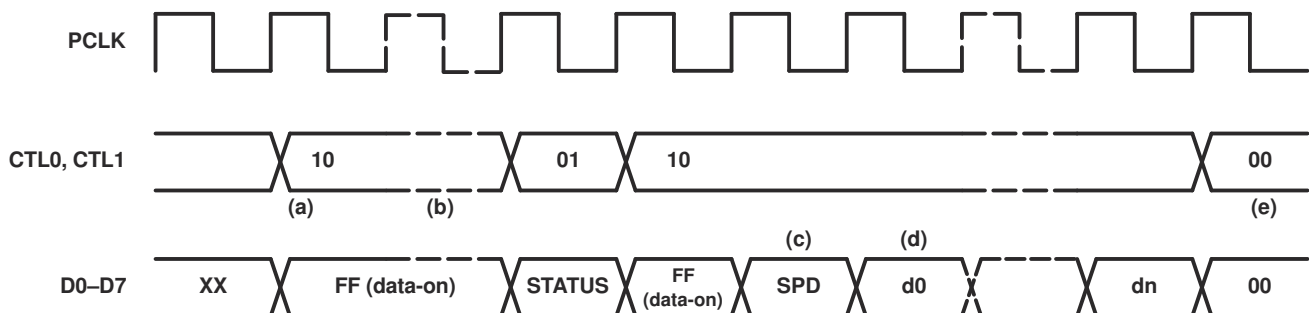 PCLK
CTL0, CTL1
10
01
10
00
(a)
(b)
(e)
(c)
(d)
D0–D7
XX
FF (data-on)
STATUS
FF
(data-on)
SPD
d0
dn
00